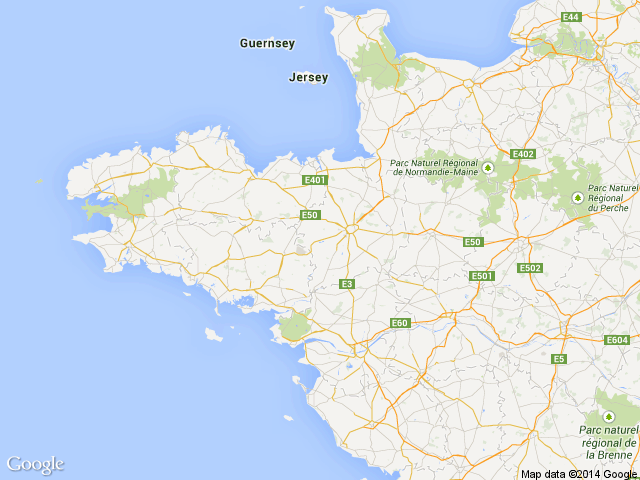 E44
Guernsey
Jersey
E402
Parc Naturel Régional
de Normandie-Maine
E401
Parc Naturel
Régional
du Perche
E50
E50
E502
E501
E3
E60
E604
E5
Parc naturel
régional de
la Brenne
Google
Map data ©2014 Google